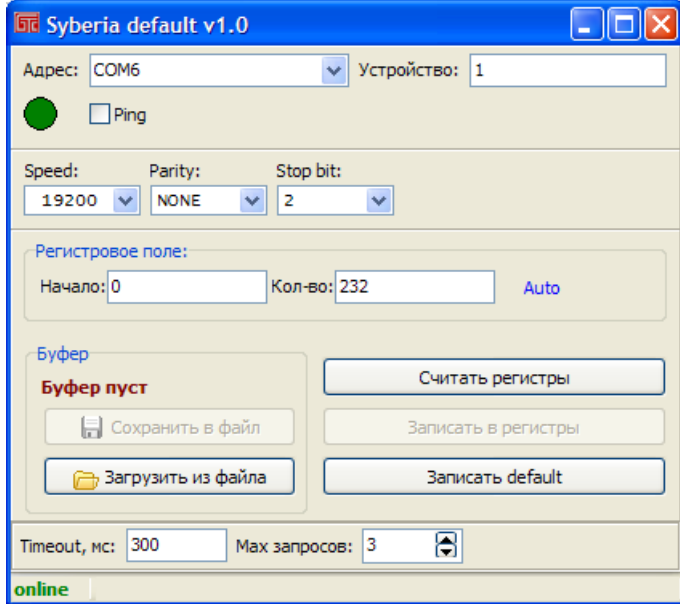 БТС Syberia default v1.0
Адрес: COM6 Устройство: 1
Ping
Speed: Parity: Stop bit:
19200 NONE 2
Регистровое поле:
Начало: 0 Кол-во: 232 Auto
Буфер
Буфер пуст
Считать регистры
Сохранить в файл
Записать в регистры
Загрузить из файла
Записать default
Timeout, мс: 300 Max запросов: 3
online